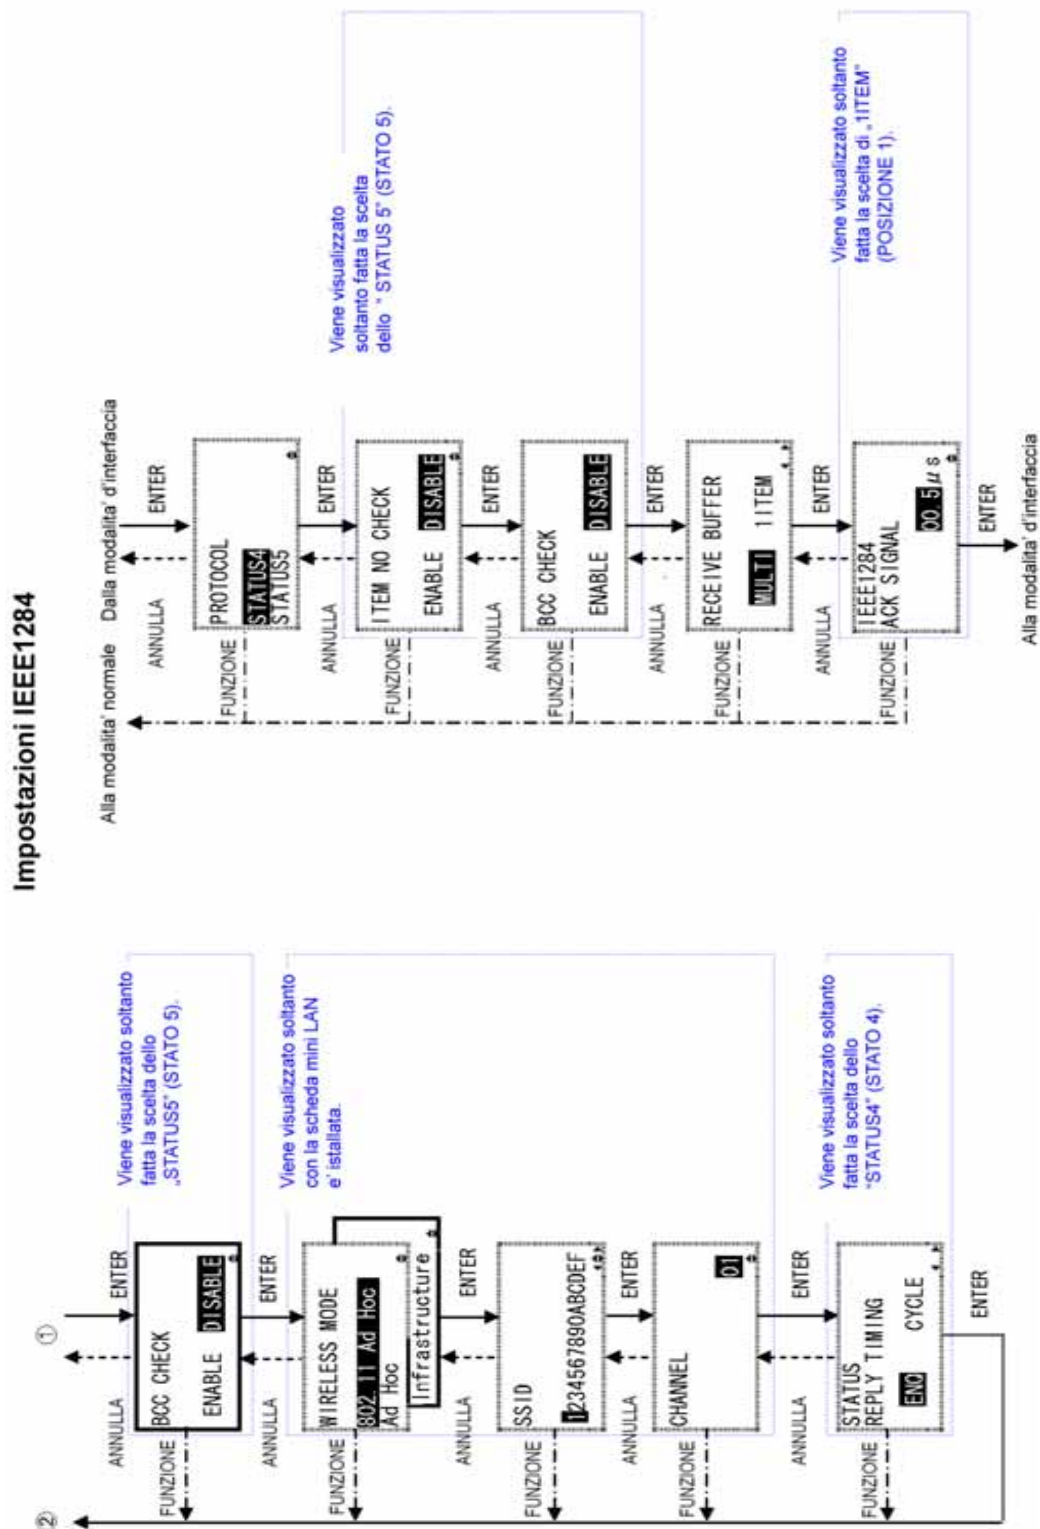 Impostazioni IEEE1284
①
②
ANNULLA
ENTER
BCC CHECK
ENABLE DISABLE
FUNZIONE
Viene visualizzato soltanto
fatta la scelta dello
„STATUS5" (STATO 5).
ANNULLA
ENTER
WIRELESS MODE
802.11 Ad Hoc
Ad Hoc
Infrastructure
FUNZIONE
Viene visualizzato soltanto
con la scheda mini LAN
e' istallata.
ANNULLA
ENTER
SSID
1234567890ABCDEF
FUNZIONE
ANNULLA
ENTER
CHANNEL
01
FUNZIONE
ANNULLA
ENTER
STATUS
REPLY TIMING
ENQ CYCLE
FUNZIONE
Viene visualizzato soltanto
fatta la scelta dello
"STATUS4" (STATO 4).
ENTER
Alla modalita' normale
Dalla modalita' d'interfaccia
ANNULLA
ENTER
PROTOCOL
STATUS4
STATUS5
FUNZIONE
ANNULLA
ENTER
ITEM NO CHECK
ENABLE DISABLE
FUNZIONE
Viene visualizzato
soltanto fatta la scelta
dello " STATUS 5" (STATO 5).
ANNULLA
ENTER
BCC CHECK
ENABLE DISABLE
FUNZIONE
ANNULLA
ENTER
RECEIVE BUFFER
MULTI 1ITEM
FUNZIONE
ANNULLA
ENTER
IEEE1284
ACK SIGNAL
00.5μs
FUNZIONE
Viene visualizzato soltanto
fatta la scelta di „1ITEM"
(POSIZIONE 1).
ENTER
Alla modalita' d'interfaccia